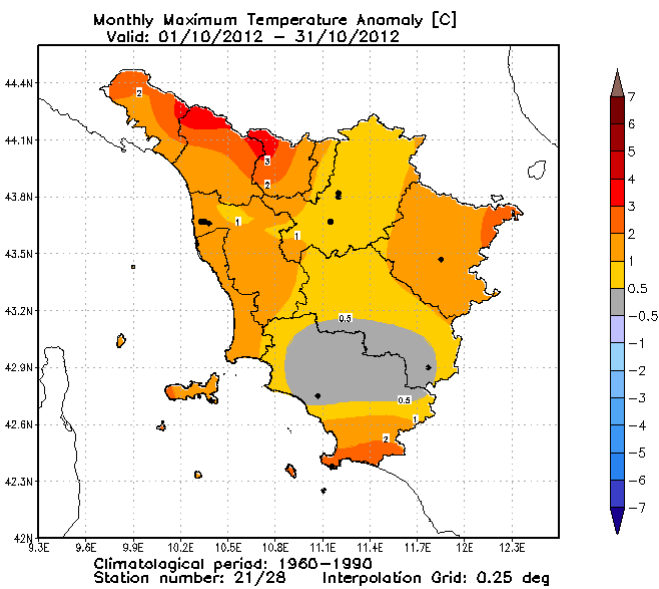 Monthly Maximum Temperature Anomaly [C]
Valid: 01/10/2012 – 31/10/2012
44.4N
44.1N
43.8N
43.5N
43.2N
42.9N
42.6N
42.3N
42N
2
3
2
1
1
0.5
0.5
1
2
9.3E 9.6E 9.9E 10.2E 10.5E 10.8E 11.1E 11.4E 11.7E 12E 12.3E
7
6
5
4
3
2
1
0.5
−0.5
−1
−2
−3
−4
−5
−6
−7
Climatological period: 1960–1990
Station number: 21/28 Interpolation Grid: 0.25 deg